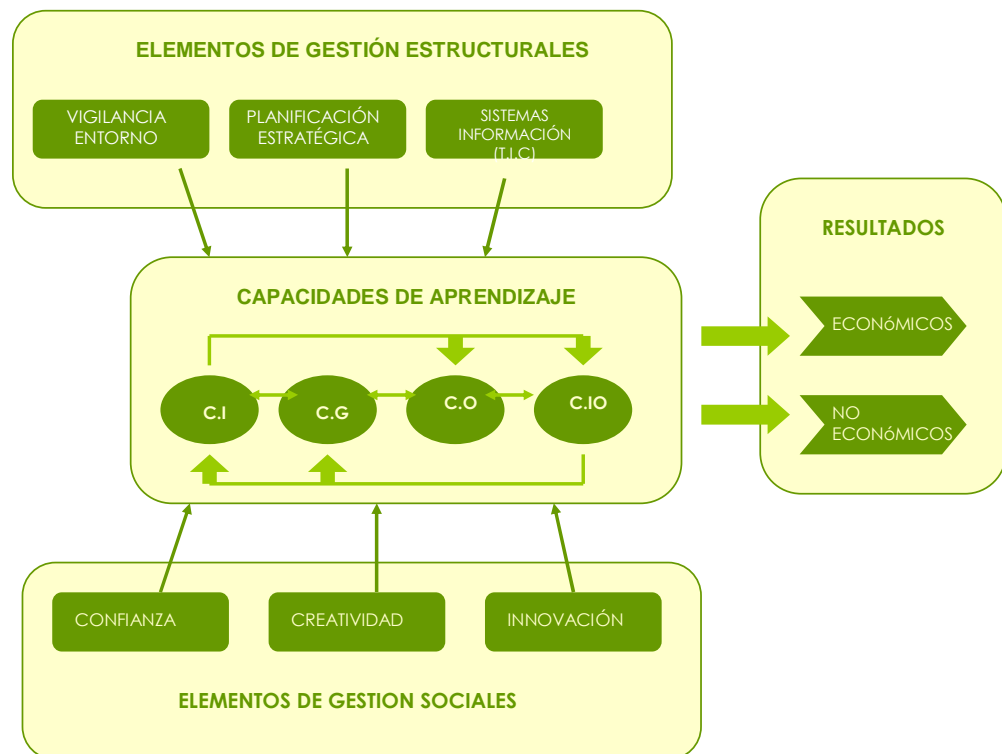 ELEMENTOS DE GESTIÓN ESTRUCTURALES
VIGILANCIA
ENTORNO
PLANIFICACIÓN
ESTRATÉGICA
SISTEMAS
INFORMACIÓN
(T.I.C)
CAPACIDADES DE APRENDIZAJE
C.I
C.G
C.O
C.IO
RESULTADOS
ECONóMICOS
NO
ECONóMICOS
CONFIANZA
CREATIVIDAD
INNOVACIÓN
ELEMENTOS DE GESTION SOCIALES